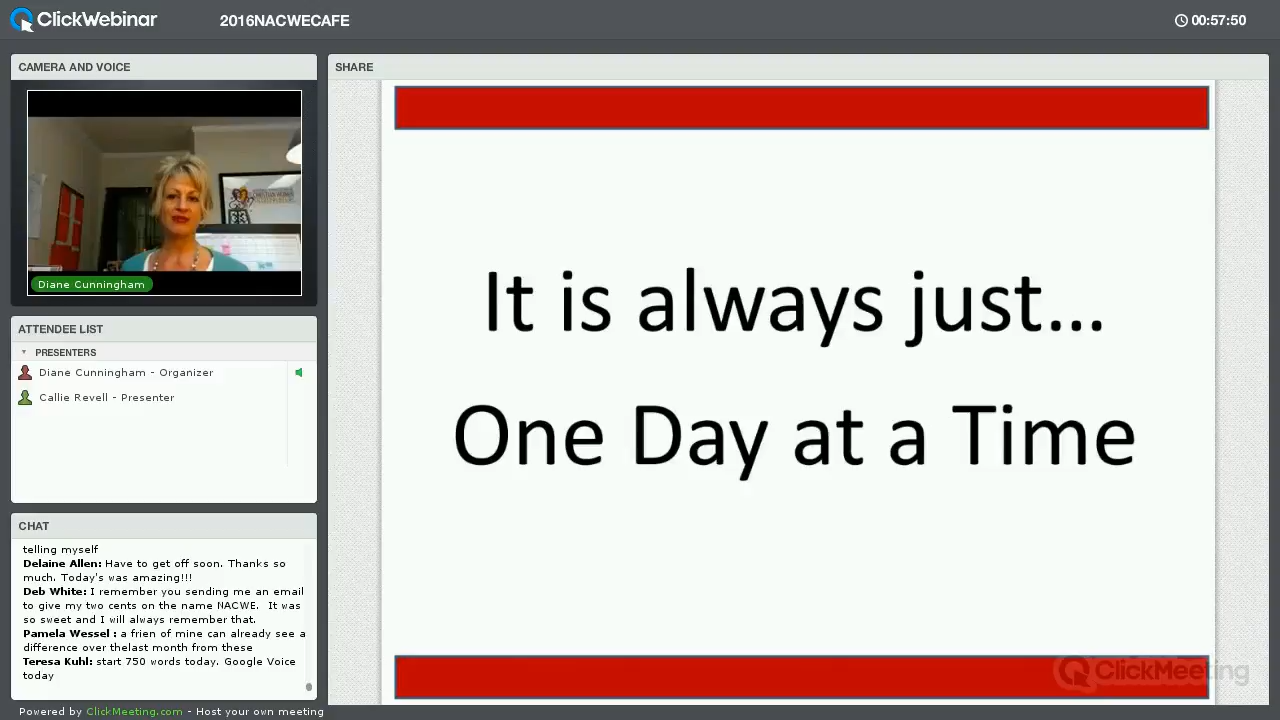 ClickWebinar
2016NACWECAFE
00:57:50
CAMERA AND VOICE
Diane Cunningham
ATTENDEE LIST
PRESENTERS
Diane Cunningham - Organizer
Callie Revell - Presenter
CHAT
telling myself
Delaine Allen: Have to get off soon. Thanks so
much. Today's was amazing!!!
Deb White: I remember you sending me an email
to give my two cents on the name NACWE. It was
so sweet and I will always remember that.
Pamela Wessel : a frien of mine can already see a
difference over thelast month from these
Teresa Kuhl: start 750 words today. Google Voice
today
Powered by ClickMeeting.com - Host your own meeting
SHARE
It is always just...
One Day at a Time
ClickMeeting